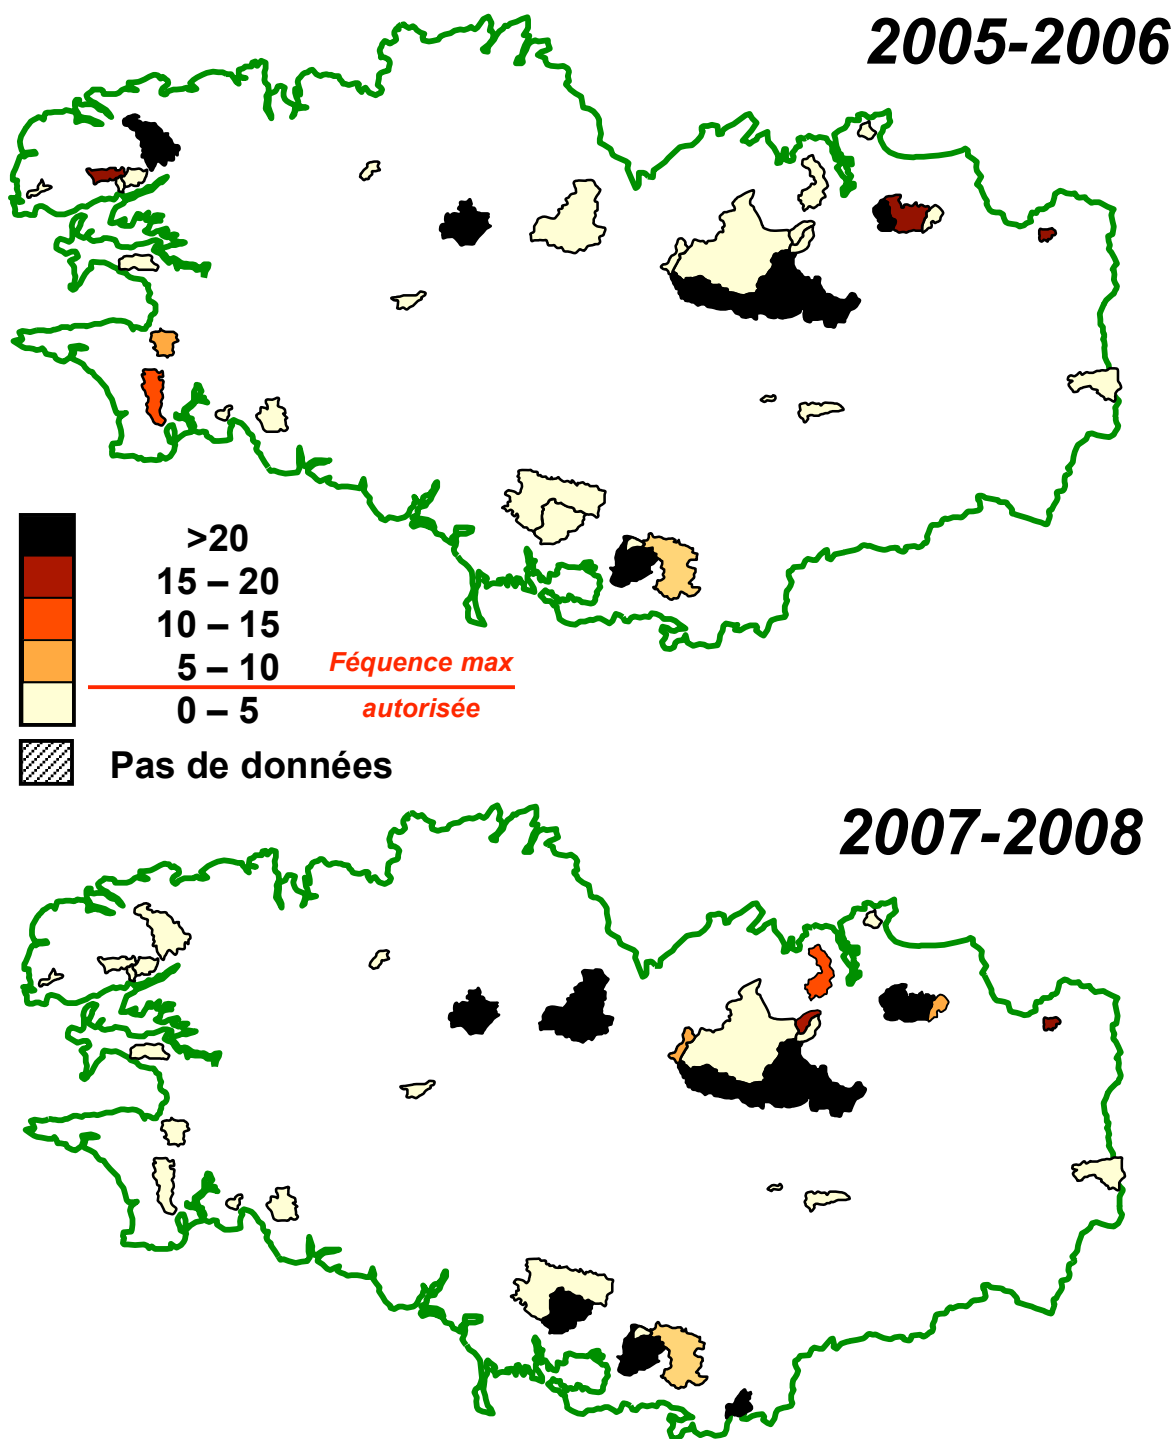 2005-2006
>20
15 – 20
10 – 15
5 – 10 Féquence max
0 – 5 autorisée
Pas de données
2007-2008